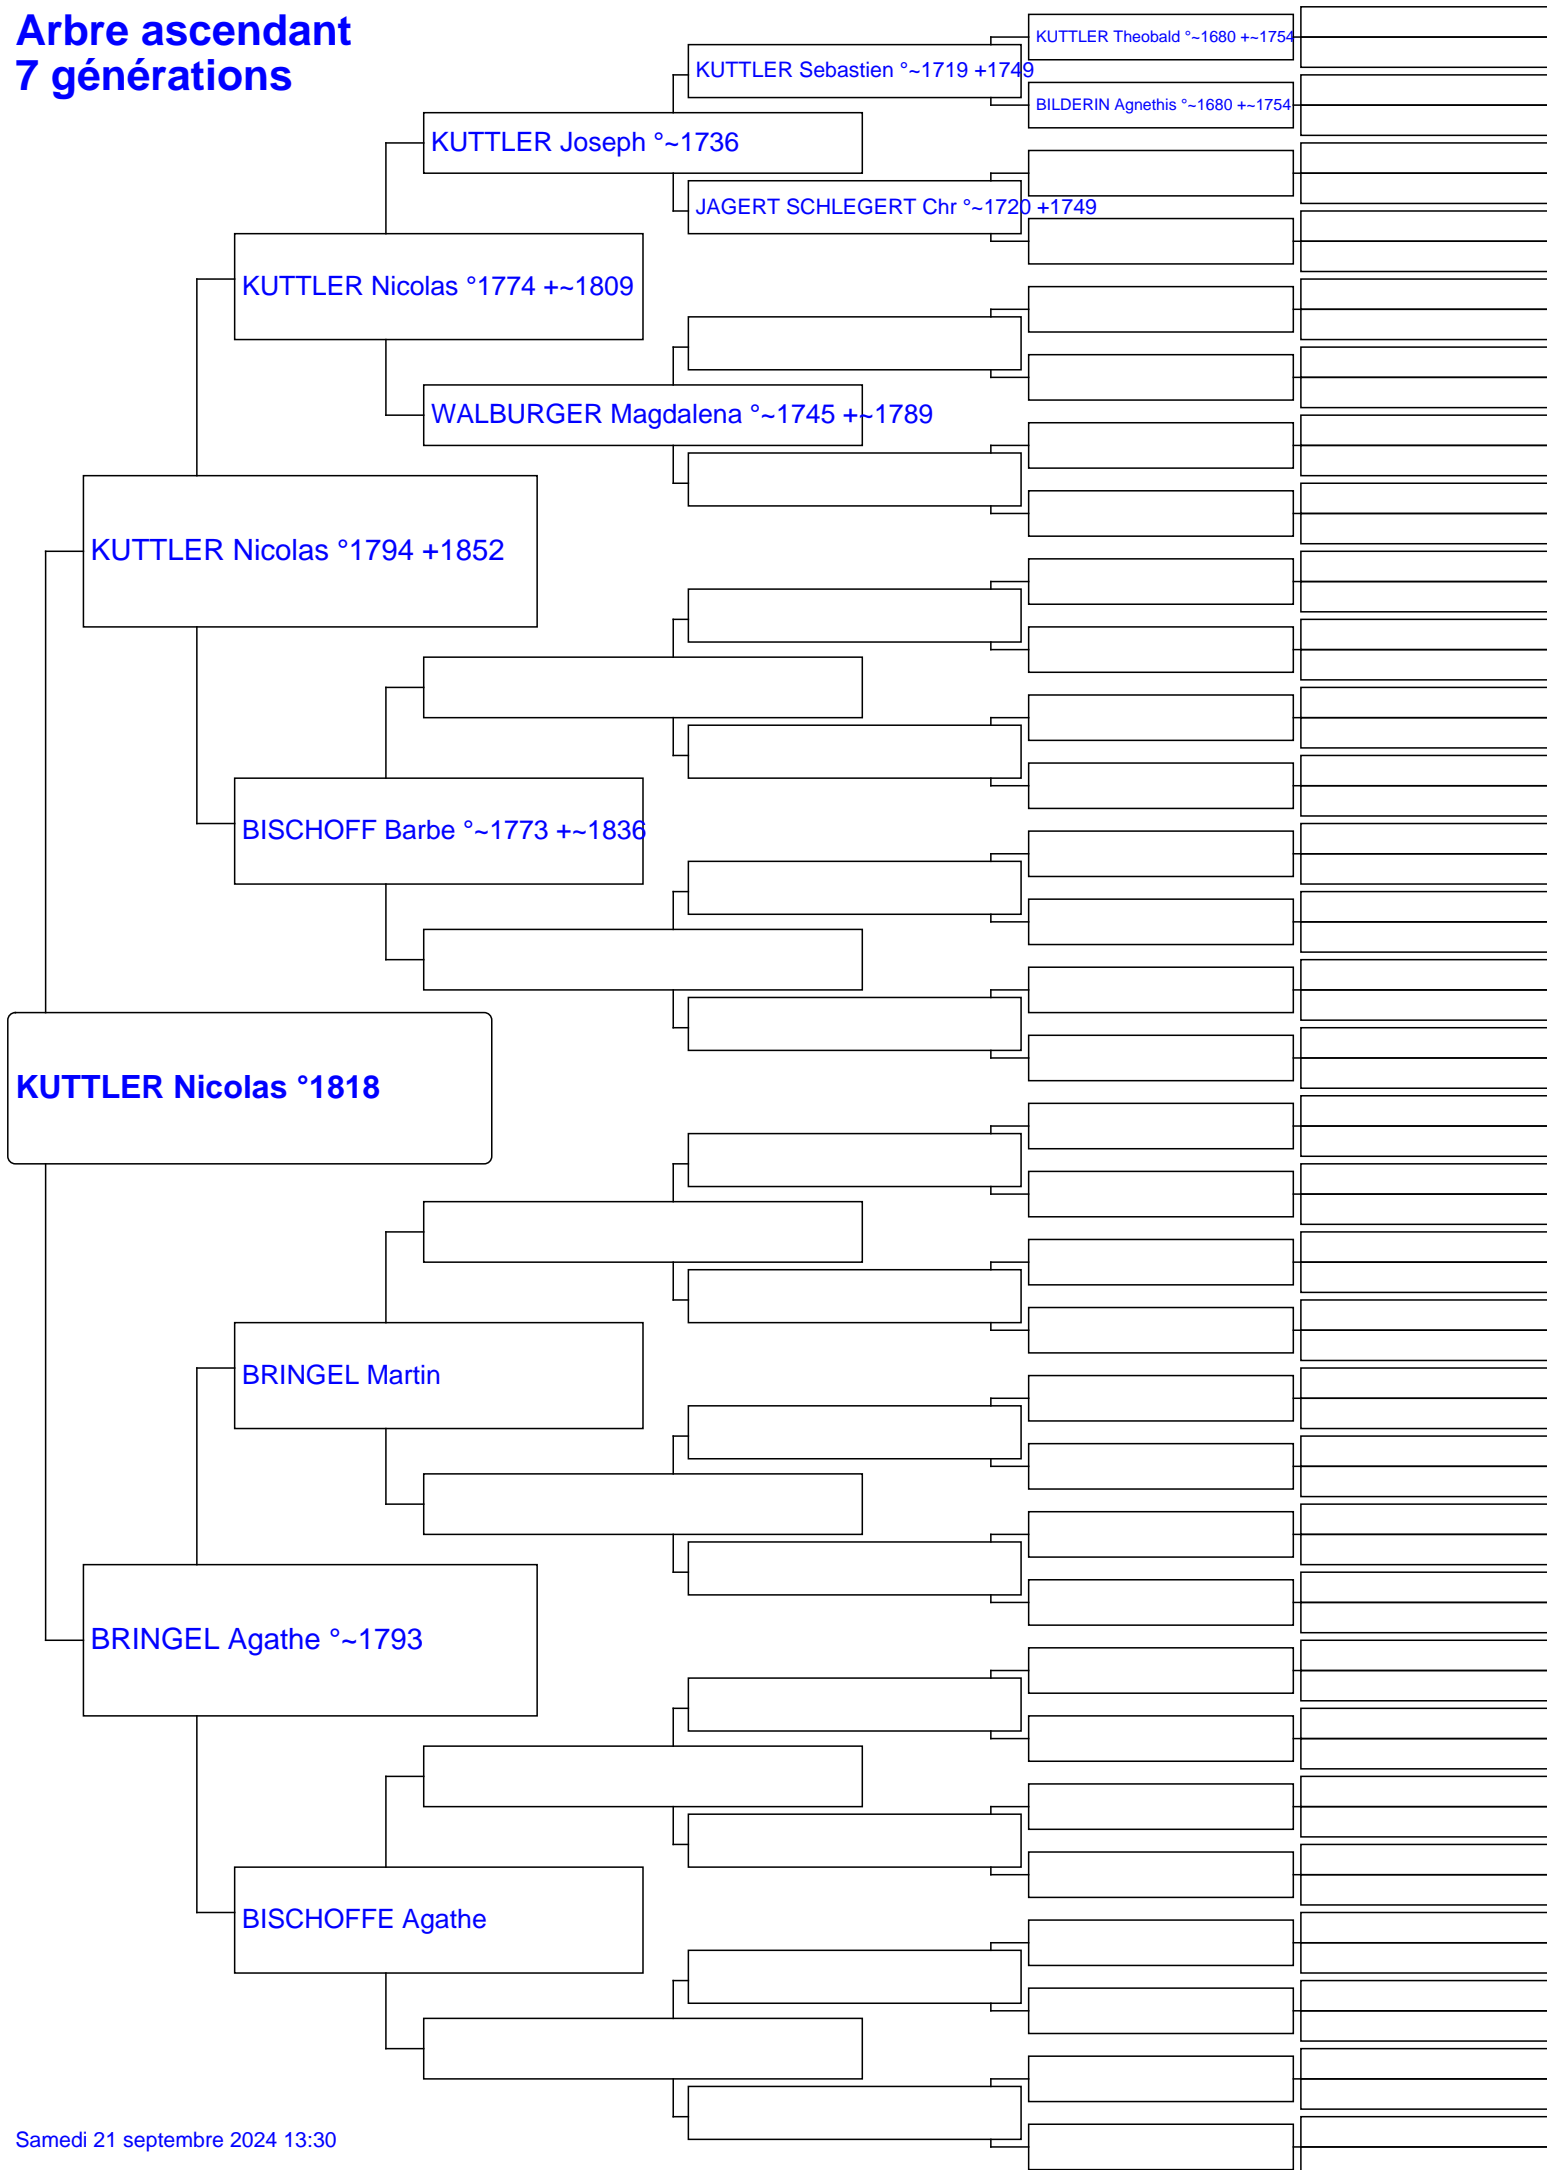 Arbre ascendant
7 générations
KUTTLER Theobald °~1680 +~1754
KUTTLER Sebastien °~1719 +1749
BILDERIN Agnethis °~1680 +~1754
KUTTLER Joseph °~1736
JAGERT SCHLEGERT Chr °~1720 +1749
KUTTLER Nicolas °1774 +~1809
WALBURGER Magdalena °~1745 +~1789
KUTTLER Nicolas °1794 +1852
BISCHOFF Barbe °~1773 +~1836
KUTTLER Nicolas °1818
BRINGEL Martin
BRINGEL Agathe °~1793
BISCHOFFE Agathe
Samedi 21 septembre 2024 13:30